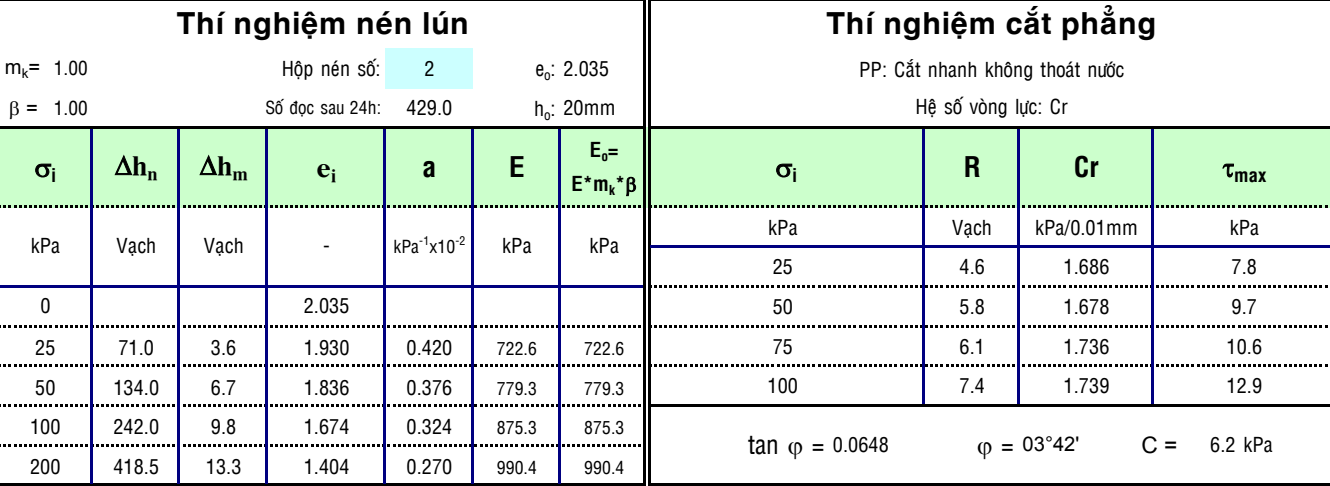 Thí nghiệm nén lún
mk= 1.00 Hộp nén số: 2 eo: 2.035
β = 1.00 Số đọc sau 24h: 429.0 ho: 20mm
σi Δhn Δhm ei a E Eo= E*mk*β
kPa Vạch Vạch - kPa-1x10-2 kPa kPa
0 2.035
25 71.0 3.6 1.930 0.420 722.6 722.6
50 134.0 6.7 1.836 0.376 779.3 779.3
100 242.0 9.8 1.674 0.324 875.3 875.3
200 418.5 13.3 1.404 0.270 990.4 990.4
Thí nghiệm cắt phẳng
PP: Cắt nhanh không thoát nước
Hệ số vòng lực: Cr
σi R Cr τmax
kPa Vạch kPa/0.01mm kPa
25 4.6 1.686 7.8
50 5.8 1.678 9.7
75 6.1 1.736 10.6
100 7.4 1.739 12.9
tan φ = 0.0648 φ = 03°42' C = 6.2 kPa